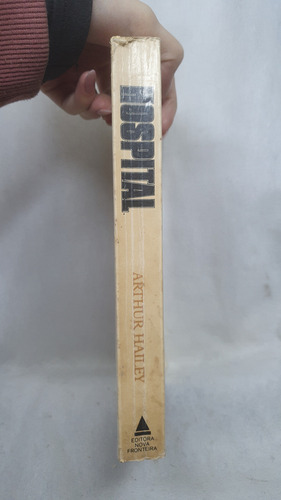 HOSPITAL
ARTHUR HAILEY
EDITORA
NOVA
FRONTEIRA